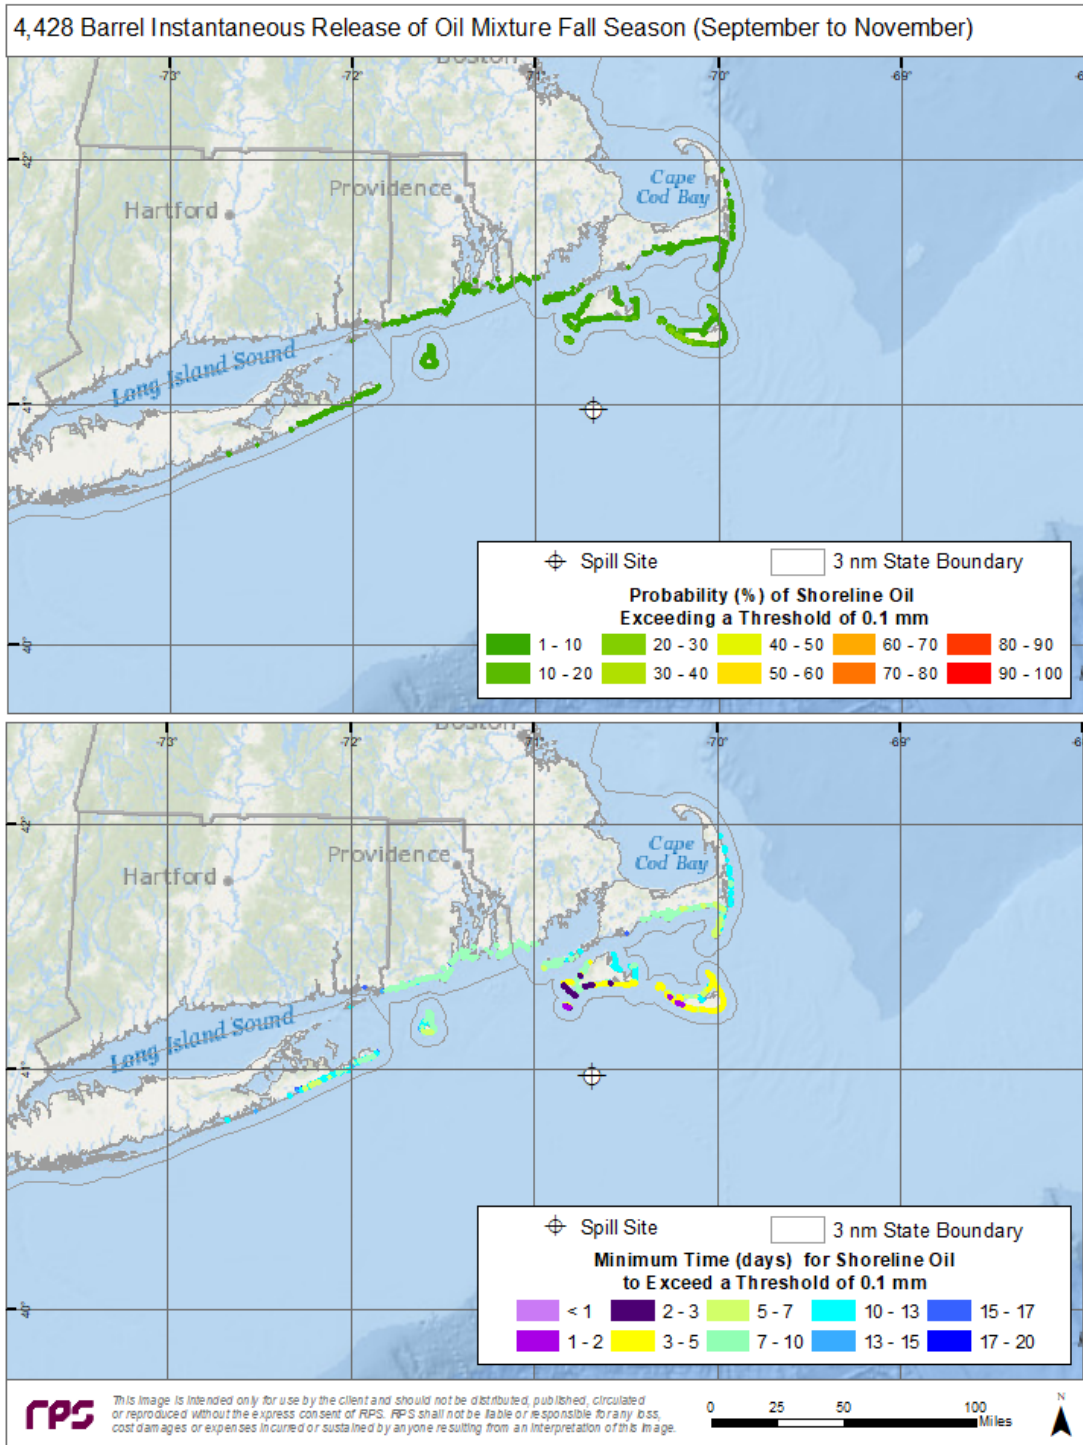 4,428 Barrel Instantaneous Release of Oil Mixture Fall Season (September to November)
-73° -72° -71° -70° -69°
Boston
42°
Cape
Cod Bay
Providence
Hartford
Long Island Sound
41°
40°
Spill Site
3 nm State Boundary
Probability (%) of Shoreline Oil
Exceeding a Threshold of 0.1 mm
1 - 10 20 - 30 40 - 50 60 - 70 80 - 90
10 - 20 30 - 40 50 - 60 70 - 80 90 - 100
Boston
-73° -72° -71° -70° -69°
42°
Cape
Cod Bay
Providence
Hartford
Long Island Sound
41°
40°
Spill Site
3 nm State Boundary
Minimum Time (days) for Shoreline Oil
to Exceed a Threshold of 0.1 mm
< 1 2 - 3 5 - 7 10 - 13 15 - 17
1 - 2 3 - 5 7 - 10 13 - 15 17 - 20
rps
This image is intended only for use by the client and should not be distributed, published, circulated
or reproduced without the express consent of RPS. RPS shall not be liable or responsible for any loss,
cost damages or expenses incurred or sustained by anyone resulting from an interpretation of this image.
0 25 50 100
Miles
N